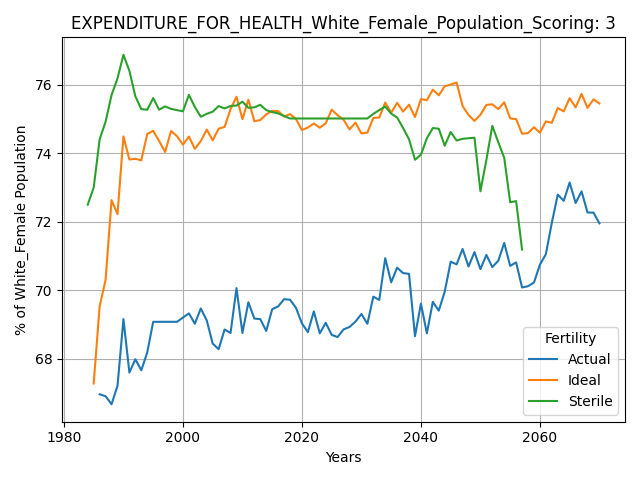 EXPENDITURE_FOR_HEALTH_White_Female_Population_Scoring: 3
% of White_Female Population
76
74
72
70
68
1980
2000
2020
2040
2060
Years
Fertility
Actual
Ideal
Sterile